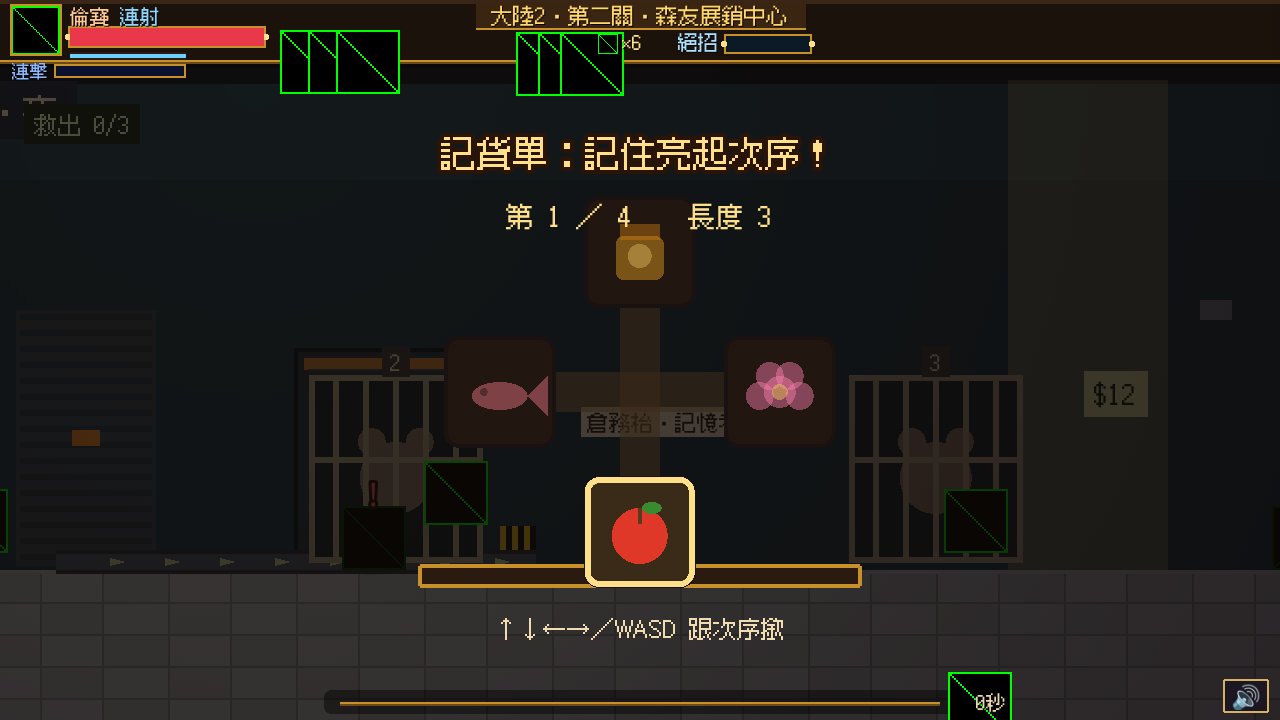 倫寶 連射
大陸2・第二關・森友展銷中心
×6
絕招
連擊
救出 0/3
記貨單：記住亮起次序！
第 1 ／ 4 長度 3
2
3
$12
倉務枱・記憶
↑↓←→／WASD 跟次序撳
0秒